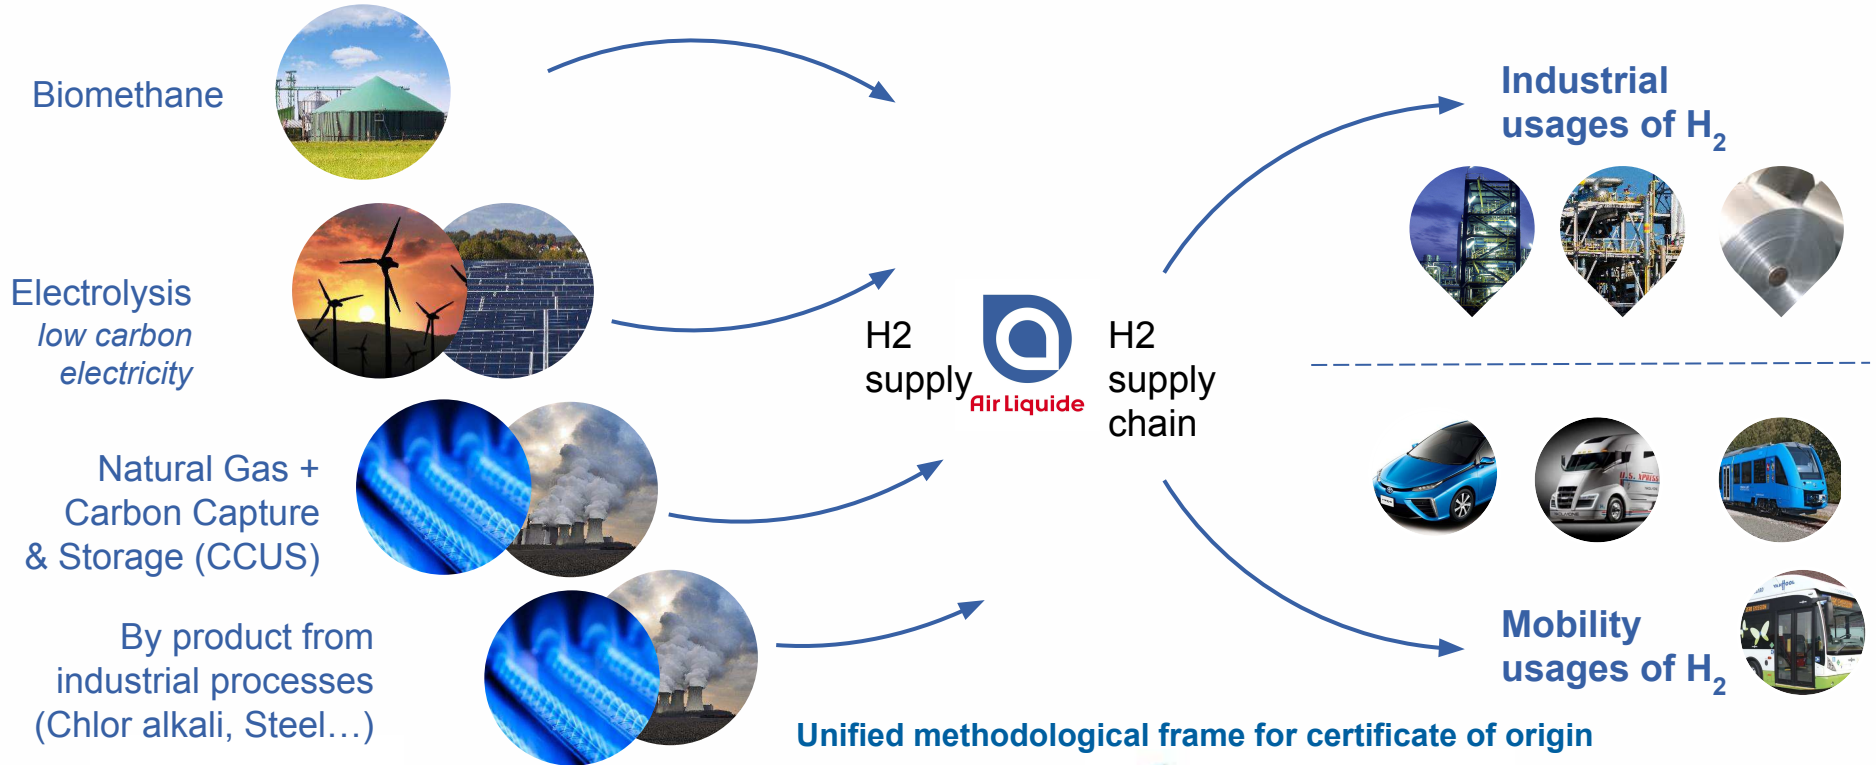 Biomethane
Electrolysis
low carbon
electricity
Natural Gas +
Carbon Capture
& Storage (CCUS)
By product from
industrial processes
(Chlor alkali, Steel…)
H2
supply
Air Liquide
H2
supply
chain
Industrial
usages of H2
U.S. XPRESS
VANHOOL
Mobility
usages of H2
Unified methodological frame for certificate of origin